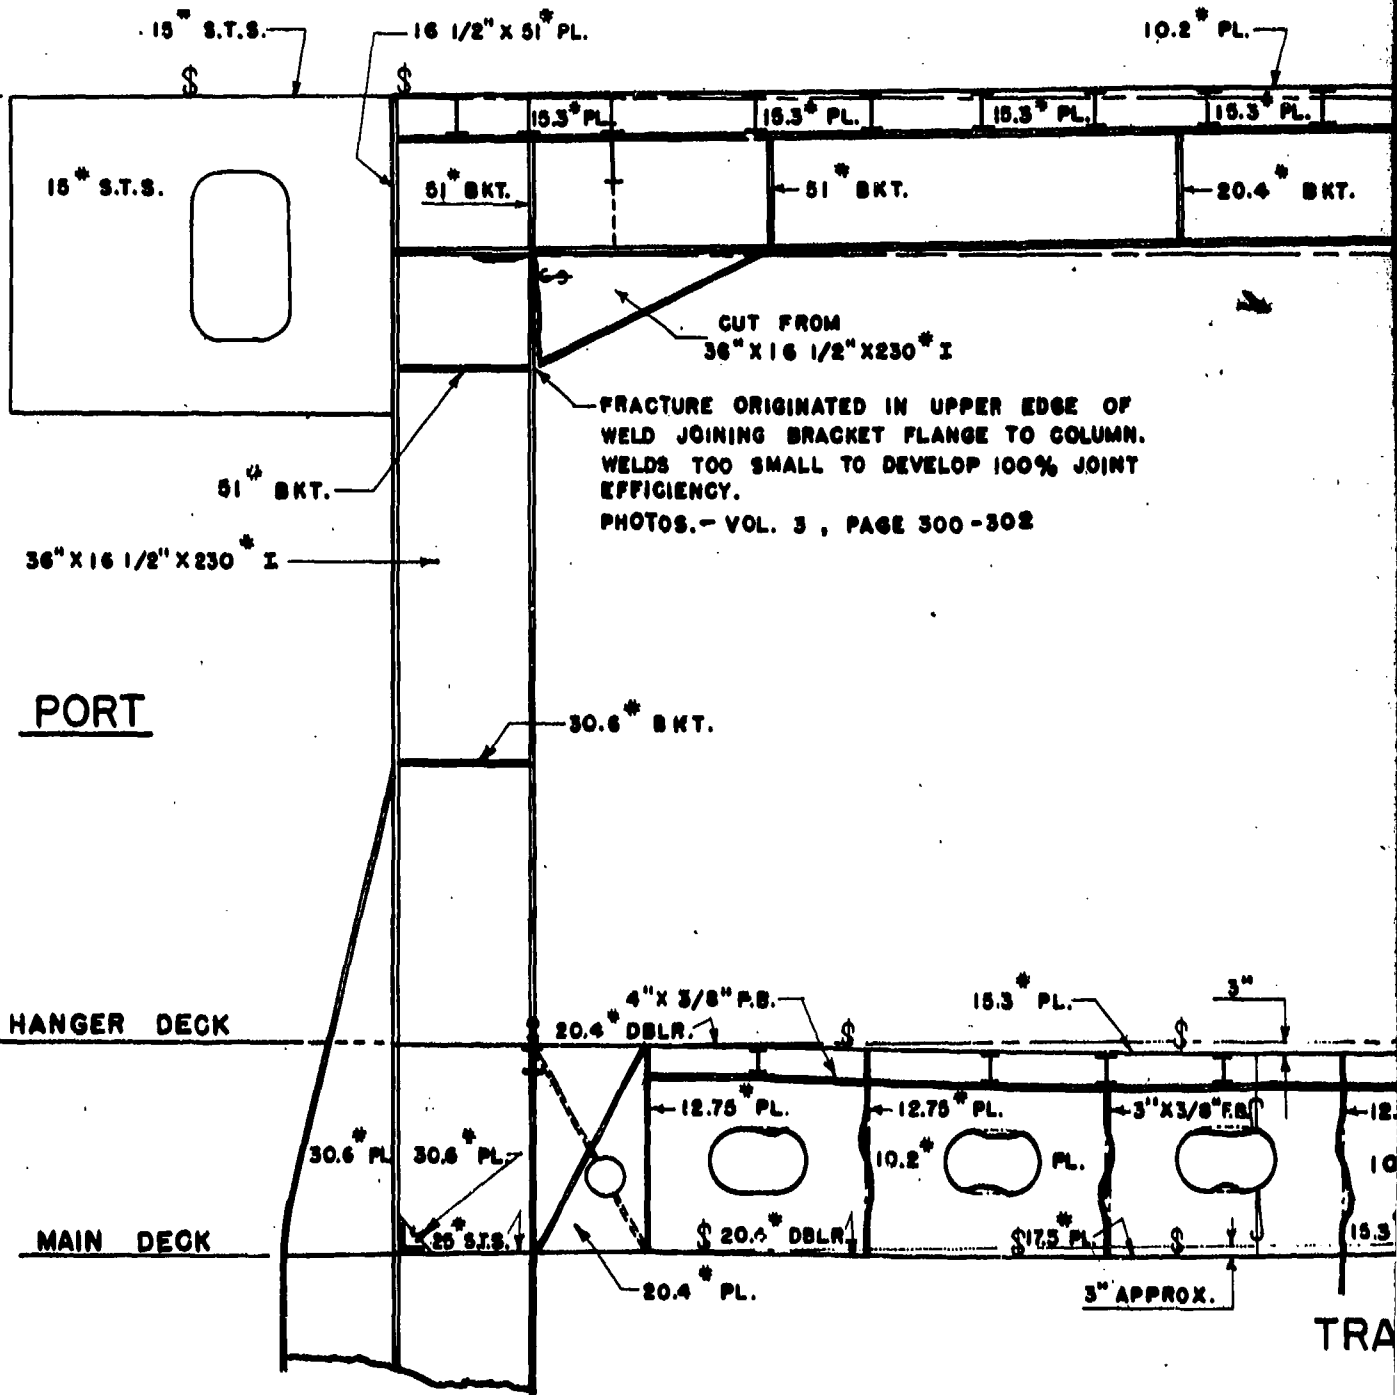 15# S.T.S.
16 1/2" X 51# PL.
10.2# PL.
15.3# PL.
15.3# PL.
15.3# PL.
15.3# PL.
15# S.T.S.
51# BKT.
51# BKT.
20.4# BKT.
CUT FROM
36" X 16 1/2" X 230# I
FRACTURE ORIGINATED IN UPPER EDGE OF
WELD JOINING BRACKET FLANGE TO COLUMN.
WELDS TOO SMALL TO DEVELOP 100% JOINT
EFFICIENCY.
PHOTOS.- VOL. 3 , PAGE 300-302
51# BKT.
36" X 16 1/2" X 230# I
PORT
30.6# BKT.
4" X 3/8" F.B.
15.3# PL.
3"
HANGER DECK
20.4# DBLR.
12.75# PL.
12.75# PL.
3" X 3/8" F.B.
12.
30.6# PL.
30.6# PL.
10.2# PL.
10
MAIN DECK
25# S.T.S.
20.4# DBLR.
17.5# PL.
15.3
20.4# PL.
3" APPROX.
TRA